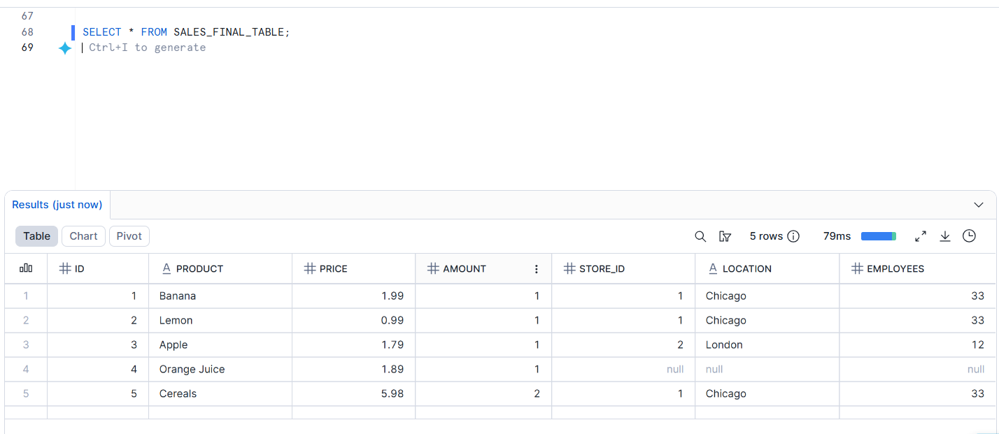 67
68 SELECT * FROM SALES_FINAL_TABLE;
69 Ctrl+I to generate
Results (just now)
Table Chart Pivot 5 rows 79ms
ID PRODUCT PRICE AMOUNT STORE_ID LOCATION EMPLOYEES
1 1 Banana 1.99 1 1 Chicago 33
2 2 Lemon 0.99 1 1 Chicago 33
3 3 Apple 1.79 1 2 London 12
4 4 Orange Juice 1.89 1 null null null
5 5 Cereals 5.98 2 1 Chicago 33